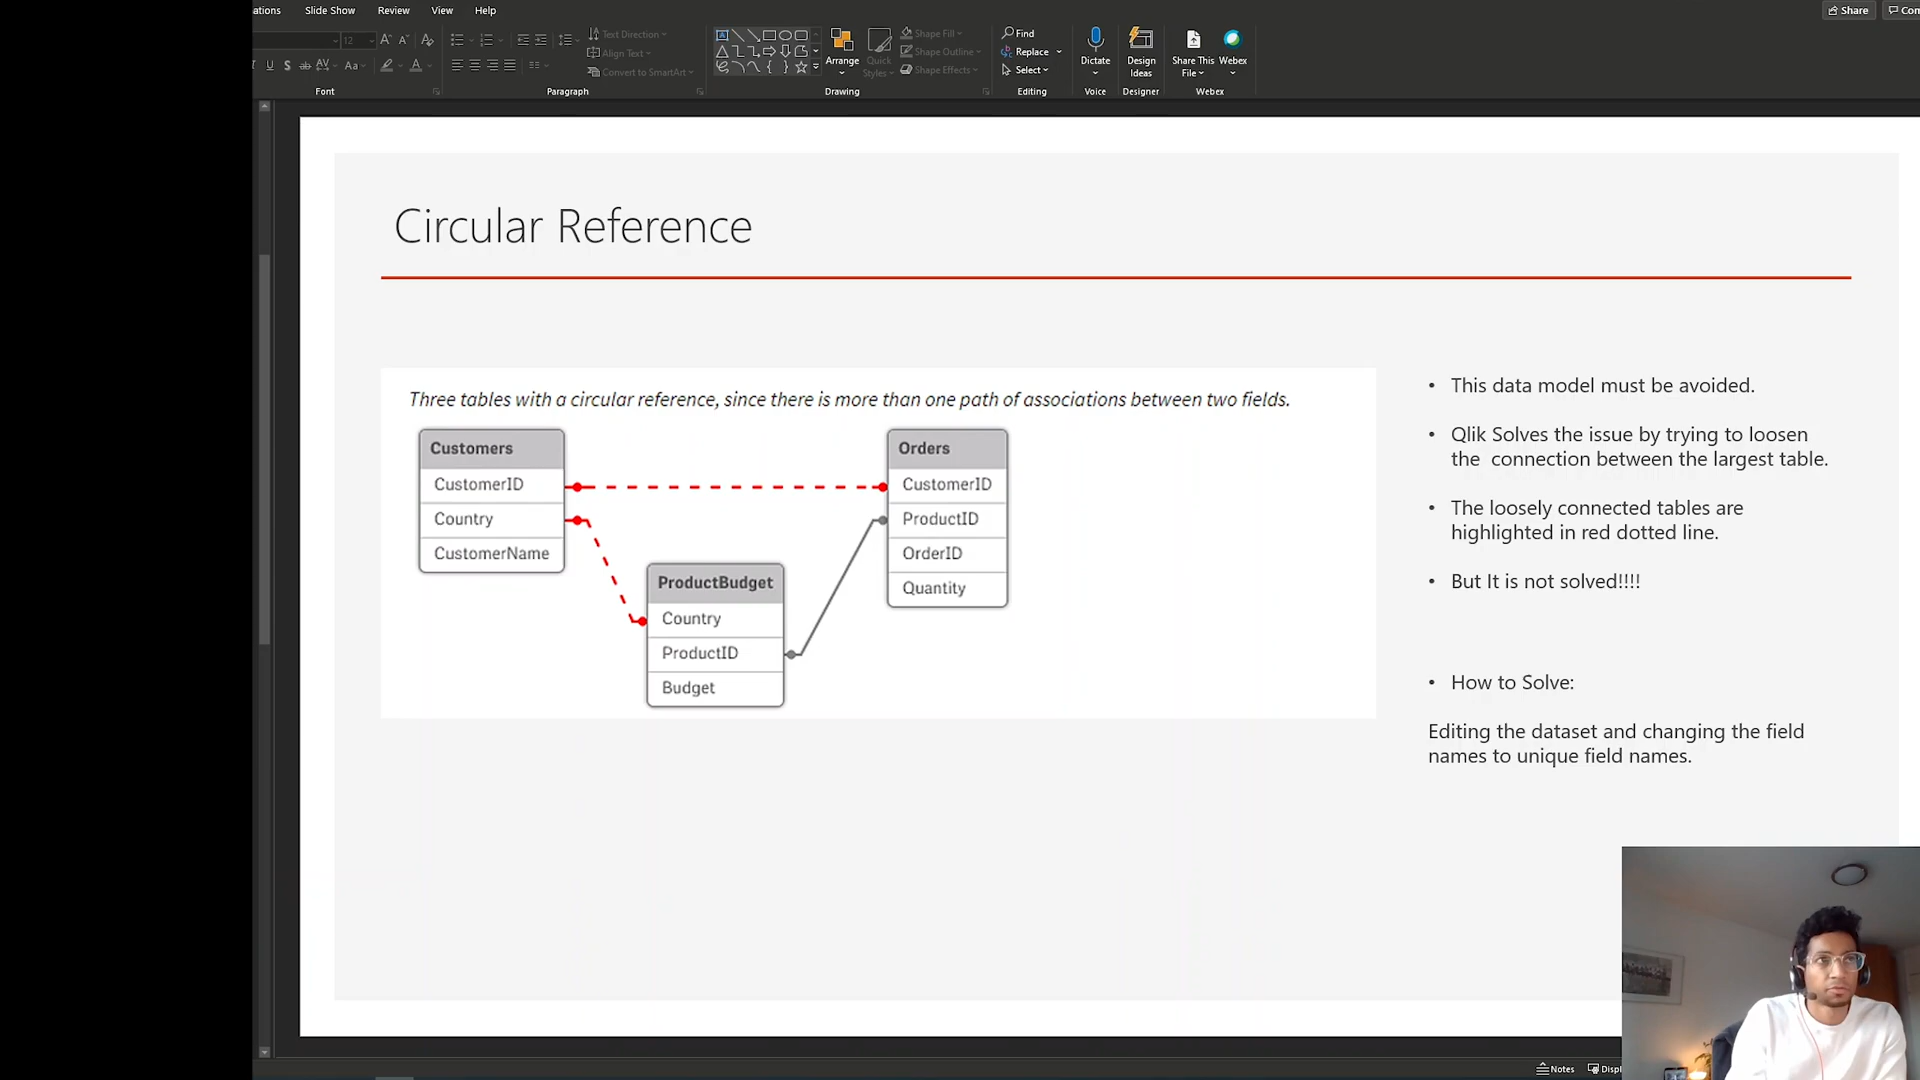 ations Slide Show Review View Help
Share Com
12 A A
Text Direction
Align Text
Convert to SmartArt
U S ab AV Aa A
Arrange
Quick
Styles
Shape Fill
Shape Outline
Shape Effects
Find
Replace
Select
Dictate
Design
Ideas
Share This
File
Webex
Font Paragraph Drawing Editing Voice Designer Webex
Circular Reference
Three tables with a circular reference, since there is more than one path of associations between two fields.
Customers
CustomerID
Country
CustomerName
ProductBudget
Country
ProductID
Budget
Orders
CustomerID
ProductID
OrderID
Quantity
• This data model must be avoided.
• Qlik Solves the issue by trying to loosen
the connection between the largest table.
• The loosely connected tables are
highlighted in red dotted line.
• But It is not solved!!!!
• How to Solve:
Editing the dataset and changing the field
names to unique field names.
Notes Displ